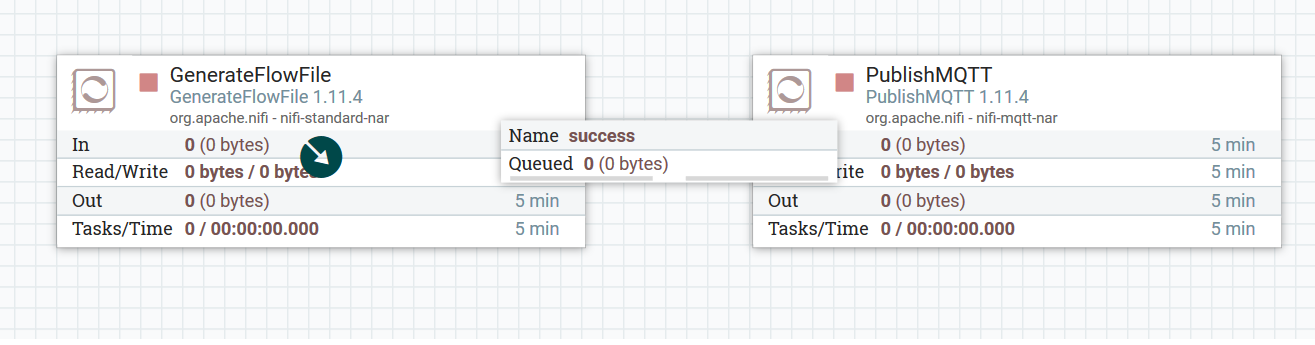 GenerateFlowFile
GenerateFlowFile 1.11.4
org.apache.nifi - nifi-standard-nar
In 0 (0 bytes)
Read/Write 0 bytes / 0 bytes
Out 0 (0 bytes) 5 min
Tasks/Time 0 / 00:00:00.000 5 min
Name success
Queued 0 (0 bytes)
PublishMQTT
PublishMQTT 1.11.4
org.apache.nifi - nifi-mqtt-nar
0 (0 bytes) 5 min
rite 0 bytes / 0 bytes 5 min
Out 0 (0 bytes) 5 min
Tasks/Time 0 / 00:00:00.000 5 min